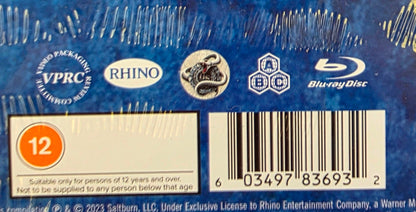 VIDEO PACKAGING REVIEW COMMITTEE
VPRC
RHINO
A
B C
Blu-ray Disc
12
Suitable only for persons of 12 years and over.
Not to be supplied to any person below that age
6 03497 83693 2
compilation ℗ & © 2023 Saltburn, LLC. Under Exclusive License to Rhino Entertainment Company, a Warner M